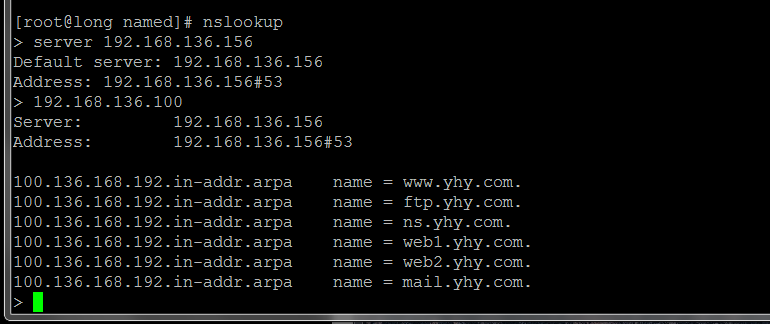 [root@long named]# nslookup
> server 192.168.136.156
Default server: 192.168.136.156
Address: 192.168.136.156#53
> 192.168.136.100
Server:         192.168.136.156
Address:        192.168.136.156#53
100.136.168.192.in-addr.arpa    name = www.yhy.com.
100.136.168.192.in-addr.arpa    name = ftp.yhy.com.
100.136.168.192.in-addr.arpa    name = ns.yhy.com.
100.136.168.192.in-addr.arpa    name = web1.yhy.com.
100.136.168.192.in-addr.arpa    name = web2.yhy.com.
100.136.168.192.in-addr.arpa    name = mail.yhy.com.
>